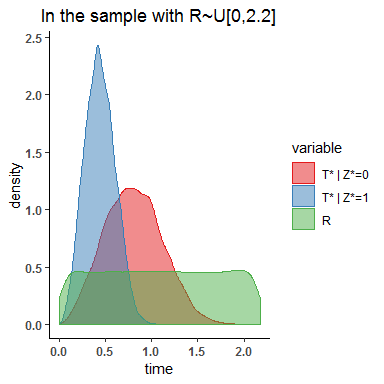 In the sample with R~U[0,2.2]
2.5
2.0
1.5
1.0
0.5
0.0
density
0.0 0.5 1.0 1.5 2.0
time
variable
T* | Z*=0
T* | Z*=1
R